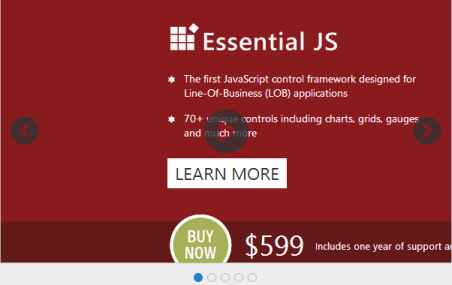 Essential JS
The first JavaScript control framework designed for
Line-Of-Business (LOB) applications
70+ unique controls including charts, grids, gauges
and much more
LEARN MORE
BUY
NOW
$599
Includes one year of support a